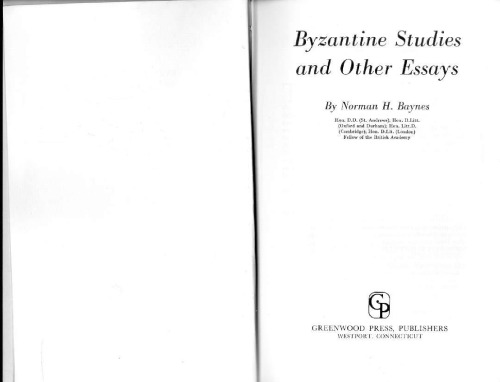 Byzantine Studies
and Other Essays
By Norman H. Baynes
Hon. D.D. (St. Andrews); Hon. D.Litt.
(Oxford and Durham); Hon. Litt.D.
(Cambridge); Hon. D.Lit. (London)
Fellow of the British Academy
GP
GREENWOOD PRESS, PUBLISHERS
WESTPORT, CONNECTICUT